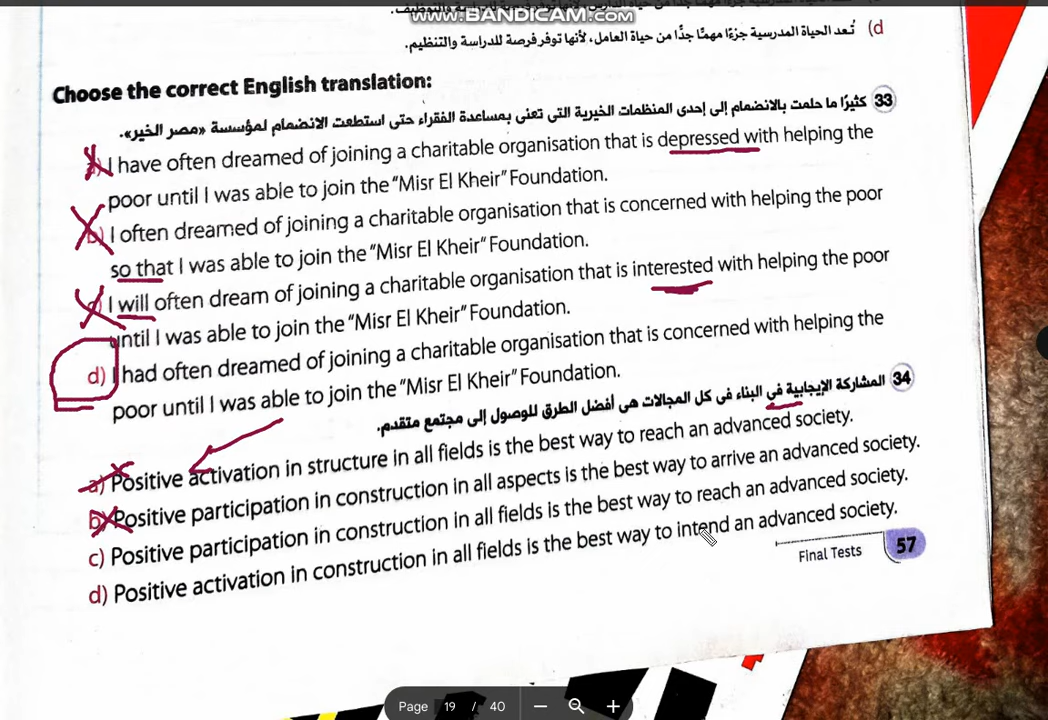 www.BANDICAM.com
d) تُعد الحياة المدرسية جزءًا مهمًّا جدًّا من حياة العامل، لأنها توفر فرصة للدراسة والتنظيم.
Choose the correct English translation:
33 كثيرًا ما حلمت بالانضمام إلى إحدى المنظمات الخيرية التى تعنى بمساعدة الفقراء حتى استطعت الانضمام لمؤسسة «مصر الخير».
a) I have often dreamed of joining a charitable organisation that is depressed with helping the
poor until I was able to join the "Misr El Kheir" Foundation.
b) I often dreamed of joining a charitable organisation that is concerned with helping the poor
so that I was able to join the "Misr El Kheir" Foundation.
c) I will often dream of joining a charitable organisation that is interested with helping the poor
until I was able to join the "Misr El Kheir" Foundation.
d) I had often dreamed of joining a charitable organisation that is concerned with helping the
poor until I was able to join the "Misr El Kheir" Foundation.
34 المشاركة الإيجابية في البناء فى كل المجالات هى أفضل الطرق للوصول إلى مجتمع متقدم.
a) Positive activation in structure in all fields is the best way to reach an advanced society.
b) Positive participation in construction in all aspects is the best way to arrive an advanced society.
c) Positive participation in construction in all fields is the best way to reach an advanced society.
d) Positive activation in construction in all fields is the best way to intend an advanced society.
Final Tests 57
Page 19 / 40